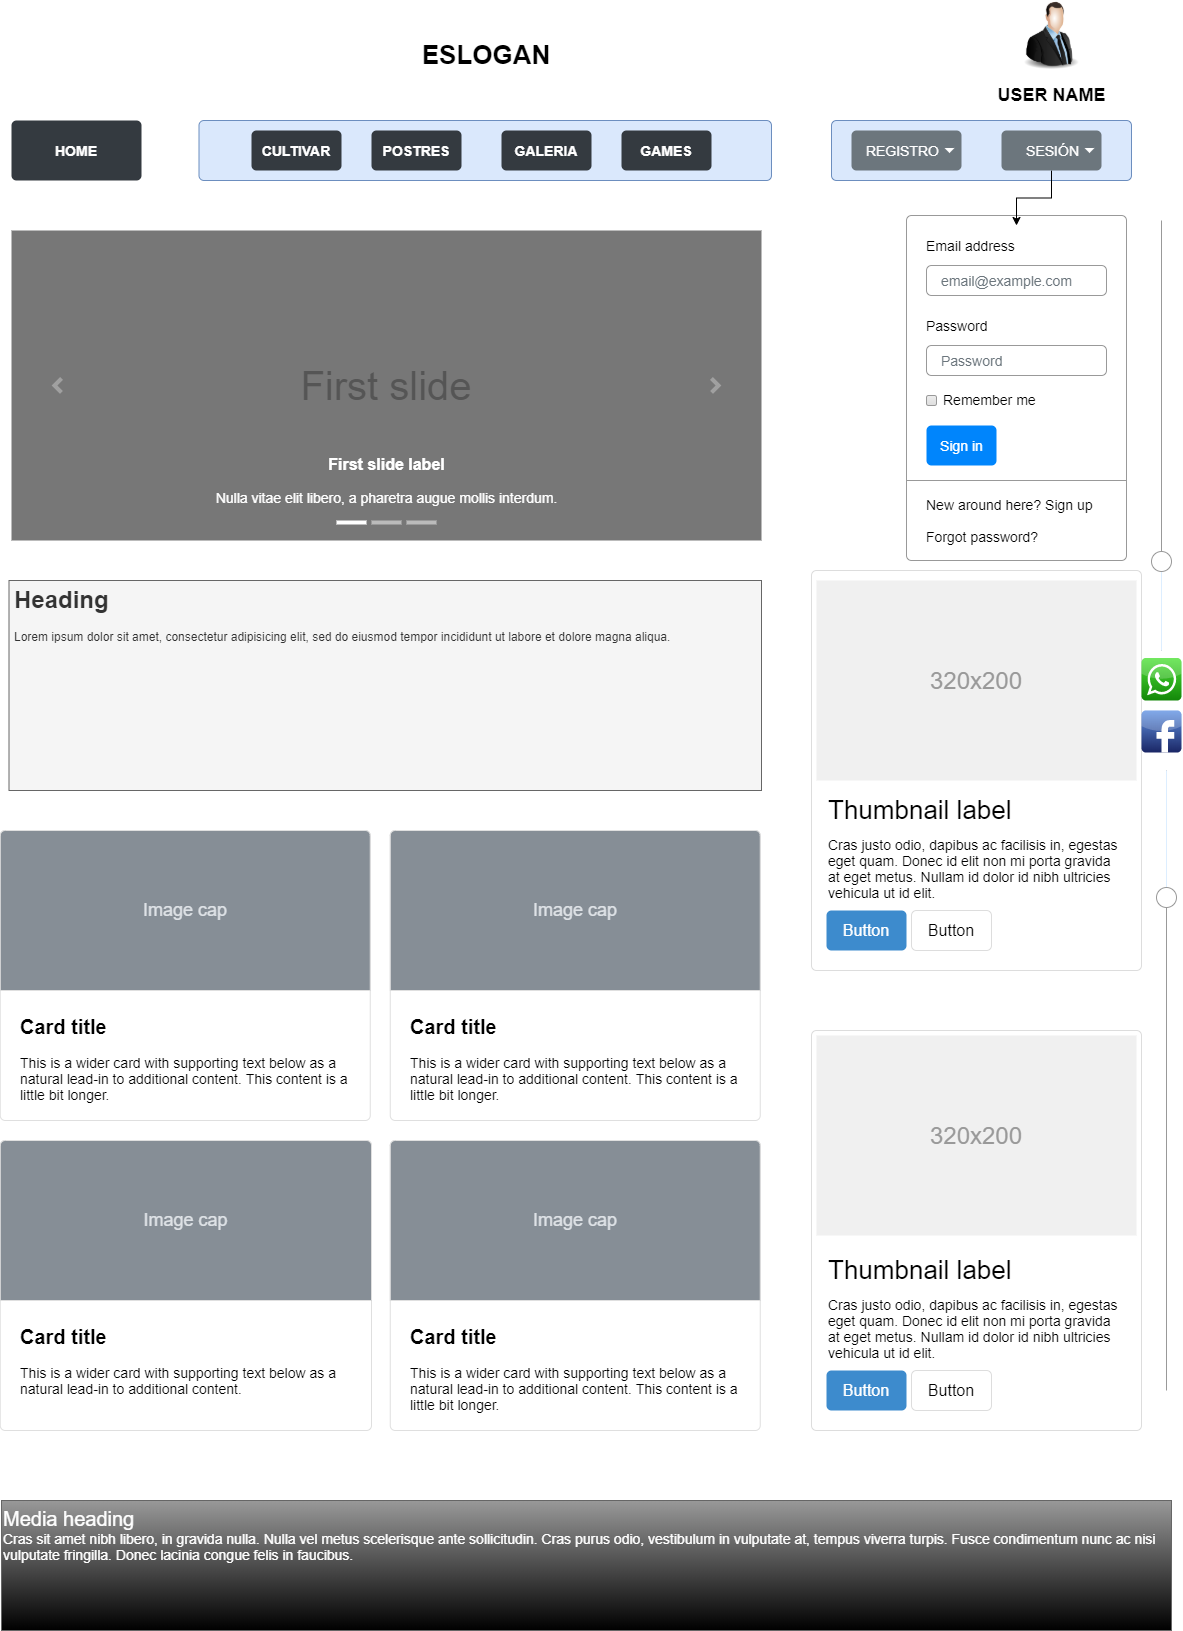 ESLOGAN
USER NAME
HOME
CULTIVAR
POSTRES
GALERIA
GAMES
REGISTRO
SESIÓN
Email address
email@example.com
Password
Password
Remember me
Sign in
New around here? Sign up
Forgot password?
First slide
First slide label
Nulla vitae elit libero, a pharetra augue mollis interdum.
Heading
Lorem ipsum dolor sit amet, consectetur adipisicing elit, sed do eiusmod tempor incididunt ut labore et dolore magna aliqua.
320x200
Thumbnail label
Cras justo odio, dapibus ac facilisis in, egestas
eget quam. Donec id elit non mi porta gravida
at eget metus. Nullam id dolor id nibh ultricies
vehicula ut id elit.
Button
Button
Image cap
Card title
This is a wider card with supporting text below as a
natural lead-in to additional content. This content is a
little bit longer.
Image cap
Card title
This is a wider card with supporting text below as a
natural lead-in to additional content. This content is a
little bit longer.
Image cap
Card title
This is a wider card with supporting text below as a
natural lead-in to additional content.
Image cap
Card title
This is a wider card with supporting text below as a
natural lead-in to additional content. This content is a
little bit longer.
320x200
Thumbnail label
Cras justo odio, dapibus ac facilisis in, egestas
eget quam. Donec id elit non mi porta gravida
at eget metus. Nullam id dolor id nibh ultricies
vehicula ut id elit.
Button
Button
Media heading
Cras sit amet nibh libero, in gravida nulla. Nulla vel metus scelerisque ante sollicitudin. Cras purus odio, vestibulum in vulputate at, tempus viverra turpis. Fusce condimentum nunc ac nisi
vulputate fringilla. Donec lacinia congue felis in faucibus.